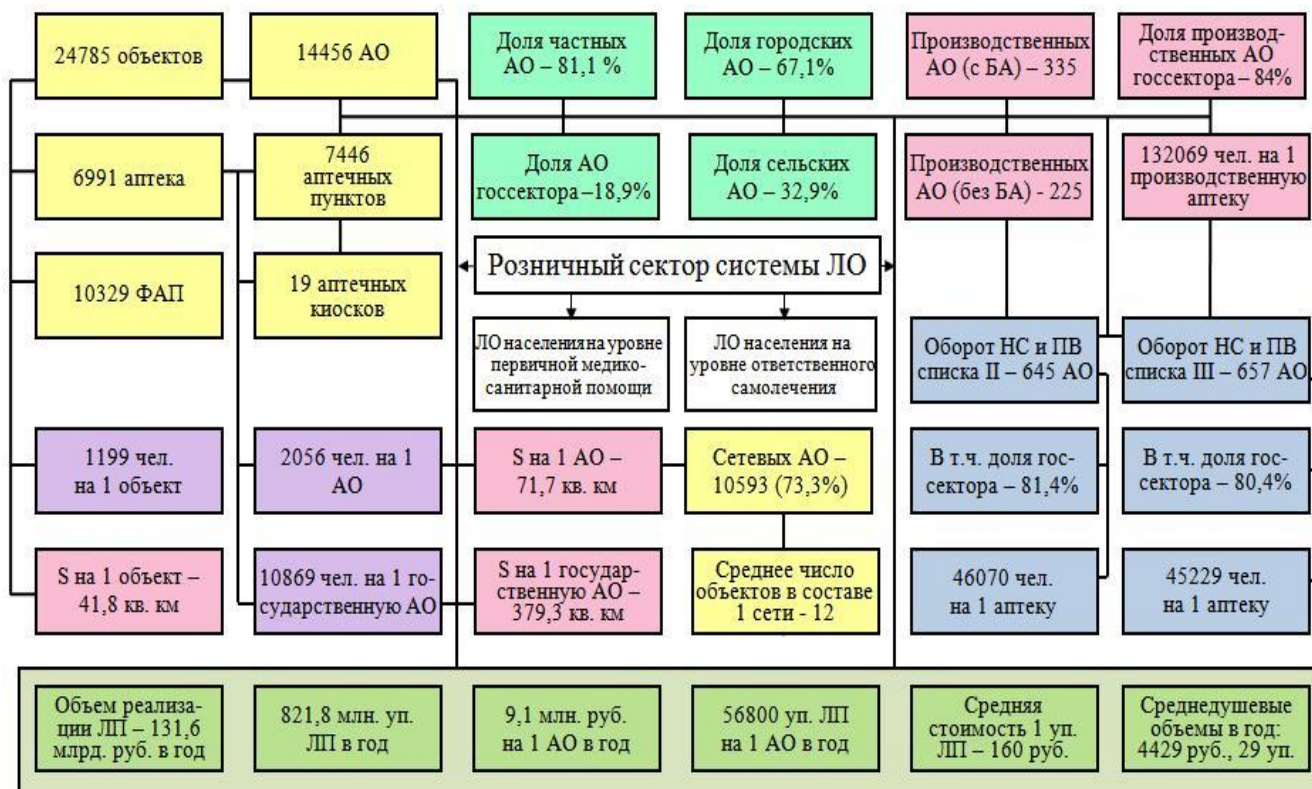 24785 объектов
14456 АО
Доля частных
АО – 81,1 %
Доля городских
АО – 67,1%
Производственных
АО (с БА) – 335
Доля производ-
ственных АО
госсектора – 84%
6991 аптека
7446
аптечных
пунктов
Доля АО
госсектора –18,9%
Доля сельских
АО – 32,9%
Производственных
АО (без БА) - 225
132069 чел. на 1
производственную
аптеку
10329 ФАП
19 аптечных
киосков
Розничный сектор системы ЛО
ЛО населения на уровне
первичной медико-
санитарной помощи
ЛО населения на
уровне ответственного
самолечения
Оборот НС и ПВ
списка II – 645 АО
Оборот НС и ПВ
списка III – 657 АО
1199 чел.
на 1 объект
2056 чел. на 1
АО
S на 1 АО –
71,7 кв. км
Сетевых АО –
10593 (73,3%)
В т.ч. доля гос-
сектора – 81,4%
В т.ч. доля гос-
сектора – 80,4%
S на 1 объект –
41,8 кв. км
10869 чел. на 1 го-
сударственную АО
S на 1 государ-
ственную АО –
379,3 кв. км
Среднее число
объектов в составе
1 сети - 12
46070 чел.
на 1 аптеку
45229 чел.
на 1 аптеку
Объем реализа-
ции ЛП – 131,6
млрд. руб. в год
821,8 млн. уп.
ЛП в год
9,1 млн. руб.
на 1 АО в год
56800 уп. ЛП
на 1 АО в год
Средняя
стоимость 1 уп.
ЛП – 160 руб.
Среднедушевые
объемы в год:
4429 руб., 29 уп.